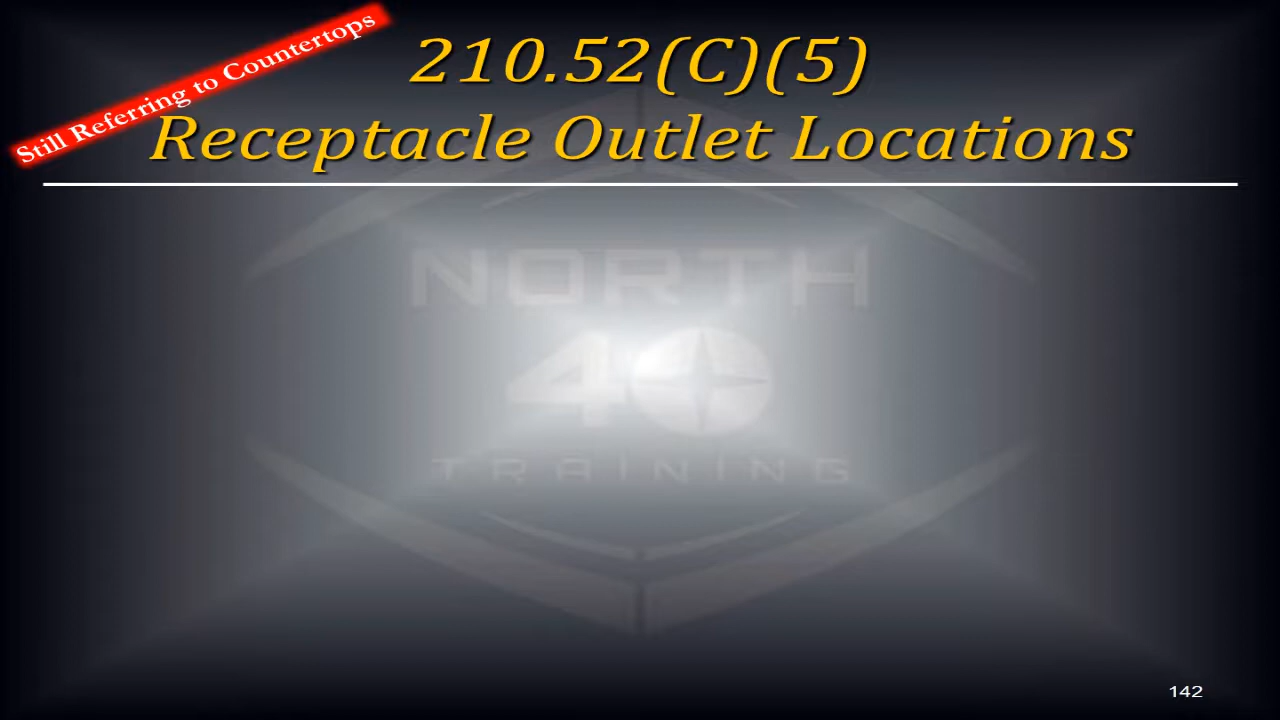 Still Referring to Countertops
210.52(C)(5)
Receptacle Outlet Locations
NORTH
40
TRAINING
142